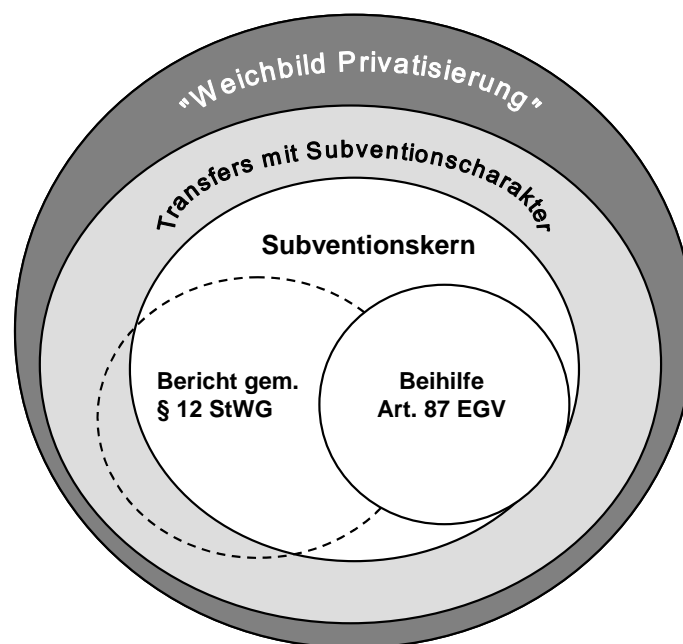 "Weichbild Privatisierung"
Transfers mit Subventionscharakter
Subventionskern
Bericht gem.
§ 12 StWG
Beihilfe
Art. 87 EGV